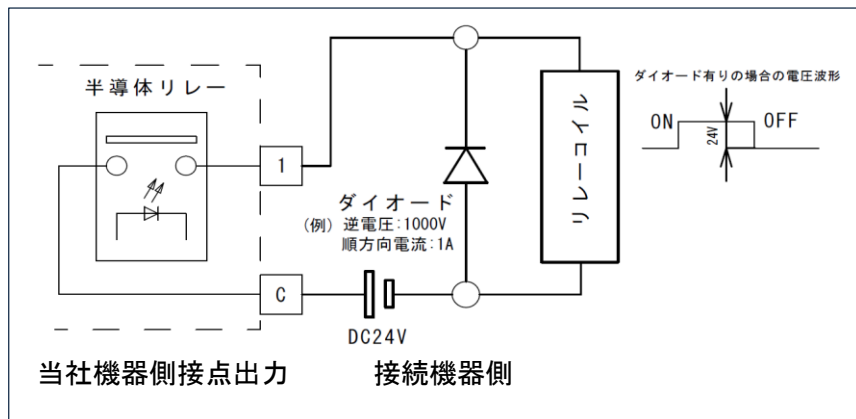 半導体リレー
1
C
ダイオード
(例) 逆電圧:1000V
順方向電流:1A
DC24V
リレーコイル
ダイオード有りの場合の電圧波形
ON
24V
OFF
当社機器側接点出力
接続機器側